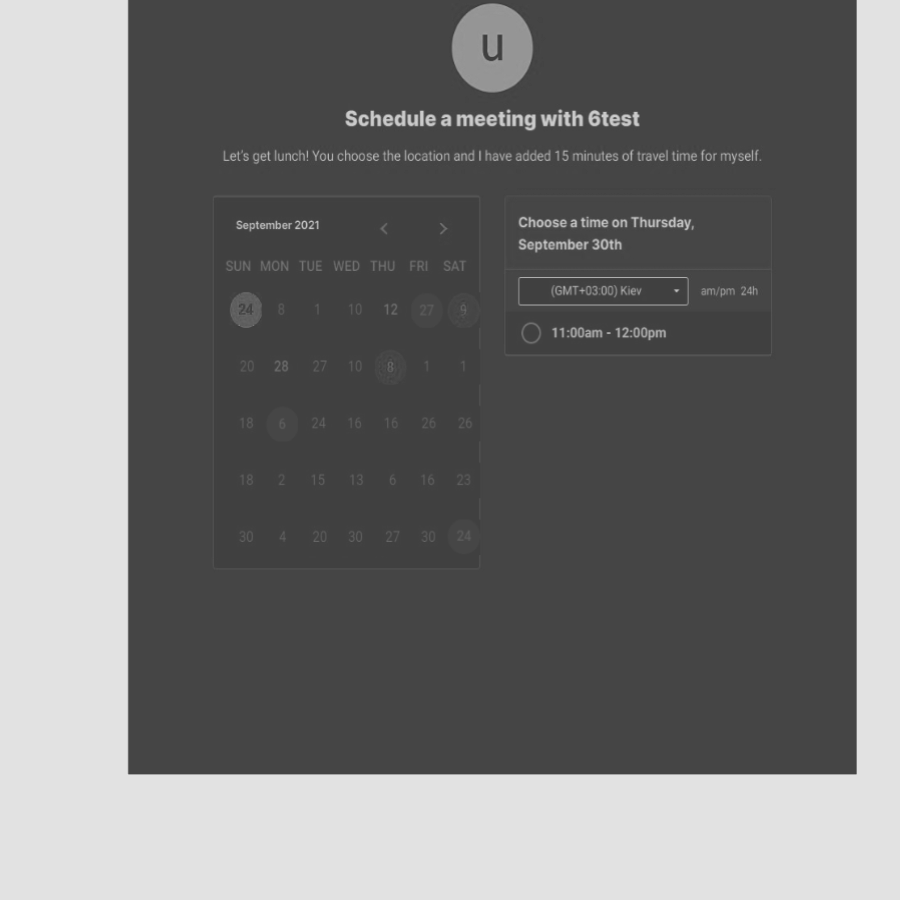 u
Schedule a meeting with 6test
Let's get lunch! You choose the location and I have added 15 minutes of travel time for myself.
September 2021
SUN MON TUE WED THU FRI SAT
24 8 1 10 12 27 9
20 28 27 10 8 1 1
18 6 24 16 16 26 26
18 2 15 13 6 16 23
30 4 20 30 27 30 24
Choose a time on Thursday,
September 30th
(GMT+03:00) Kiev am/pm 24h
11:00am - 12:00pm